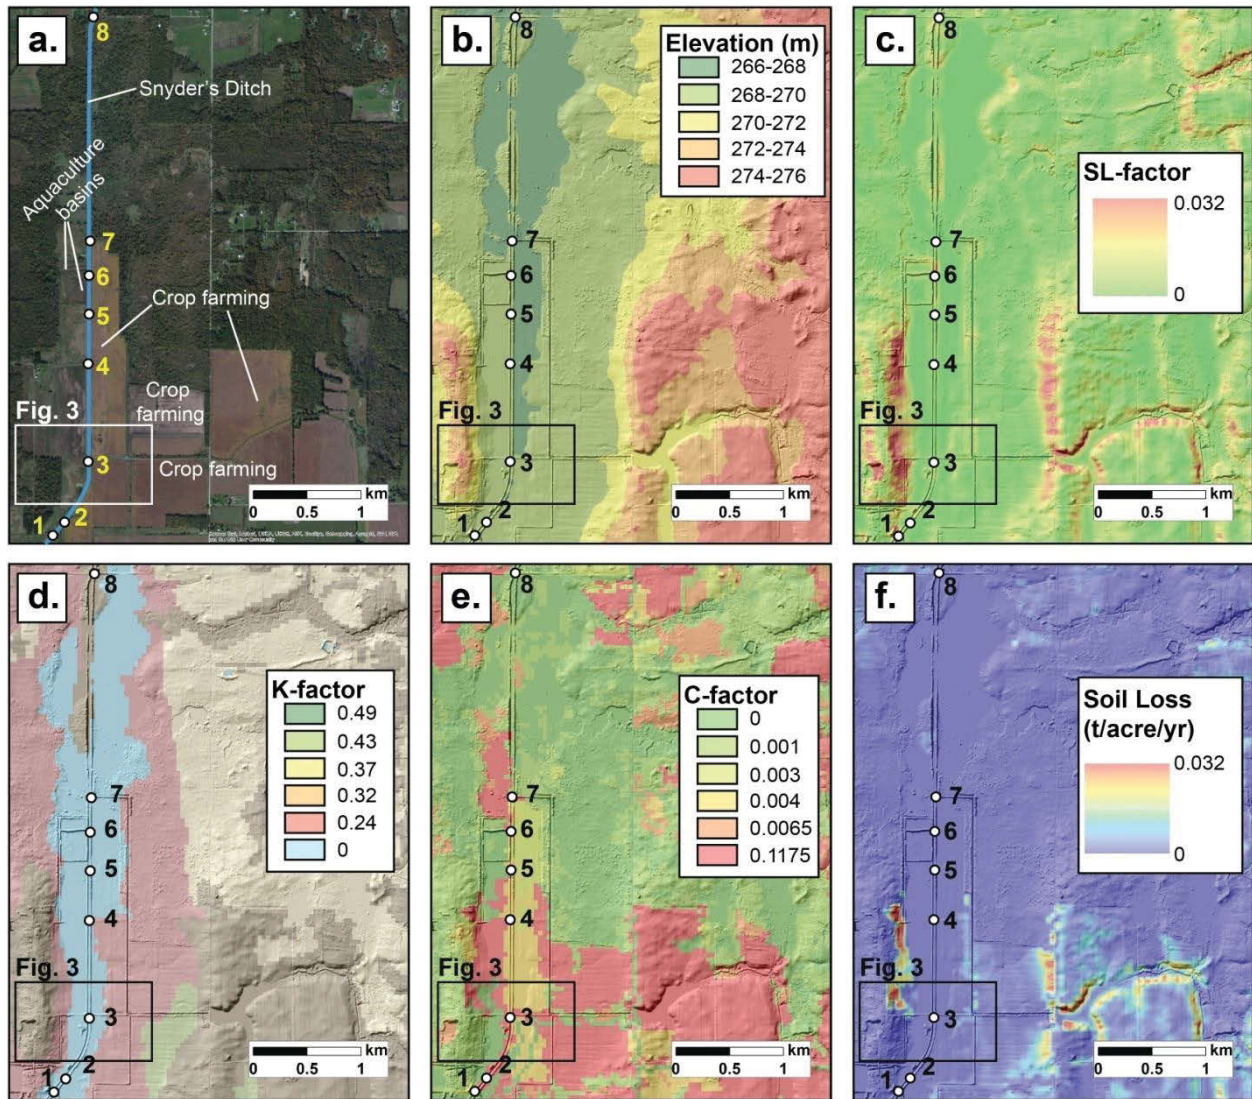 a.
8
Snyder's Ditch
Aquaculture
basins
7
6
5
4
Crop farming
Crop
farming
Fig. 3
3
Crop farming
1
2
km
0
0.5
1
b.
8
Elevation (m)
266-268
268-270
270-272
272-274
274-276
7
6
5
4
Fig. 3
3
1
2
km
0
0.5
1
c.
8
SL-factor
0.032
0
7
6
5
4
Fig. 3
3
1
2
km
0
0.5
1
d.
8
K-factor
0.49
0.43
0.37
0.32
0.24
0
7
6
5
4
Fig. 3
3
1
2
km
0
0.5
1
e.
8
C-factor
0
0.001
0.003
0.004
0.0065
0.1175
7
6
5
4
Fig. 3
3
1
2
km
0
0.5
1
f.
8
Soil Loss
(t/acre/yr)
0.032
0
7
6
5
4
Fig. 3
3
1
2
km
0
0.5
1